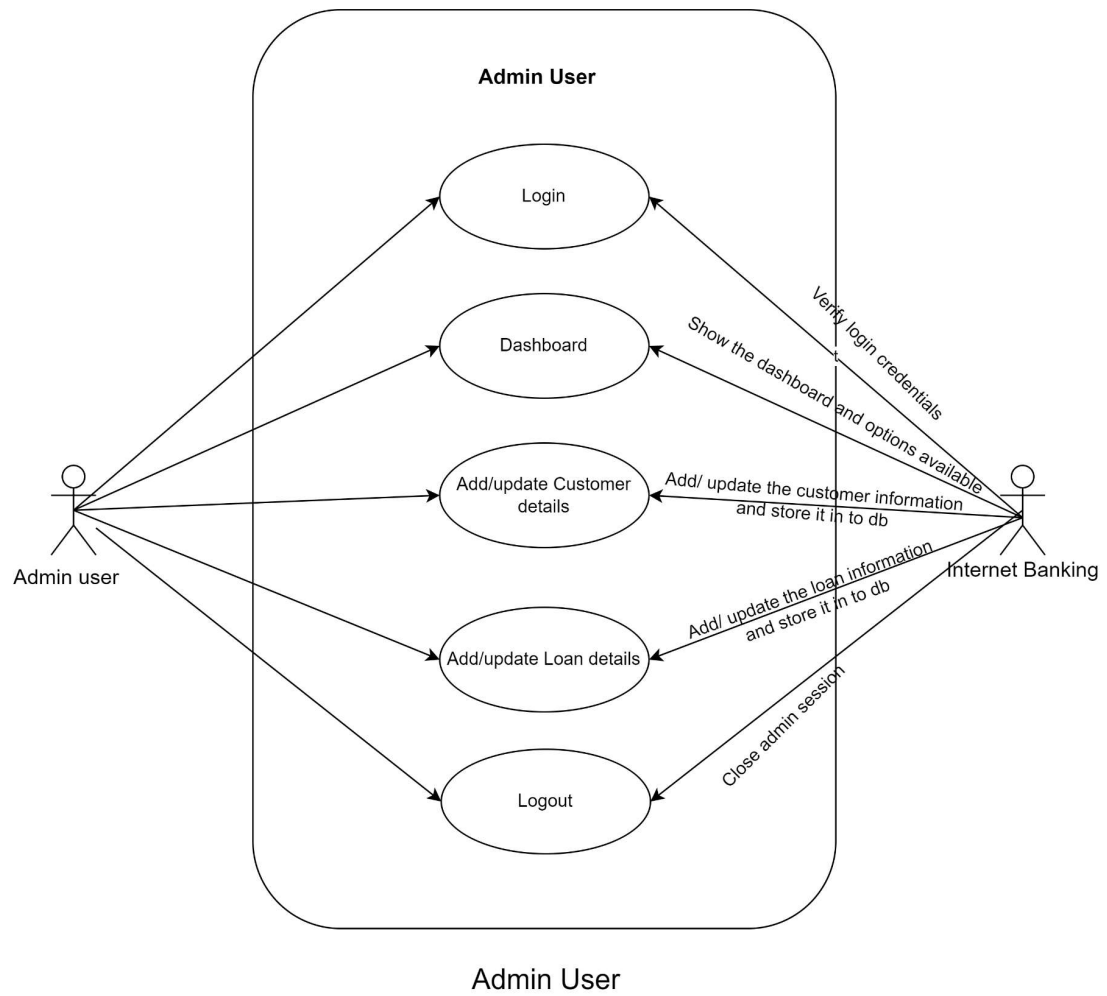 Admin User
Login
Verify login credentials
t
Show the dashboard and options available
Dashboard
Add/update Customer
details
Add/ update the customer information
and store it in to db
Admin user
Internet Banking
Add/ update the loan information
and store it in to db
Add/update Loan details
Close admin session
Logout
Admin User